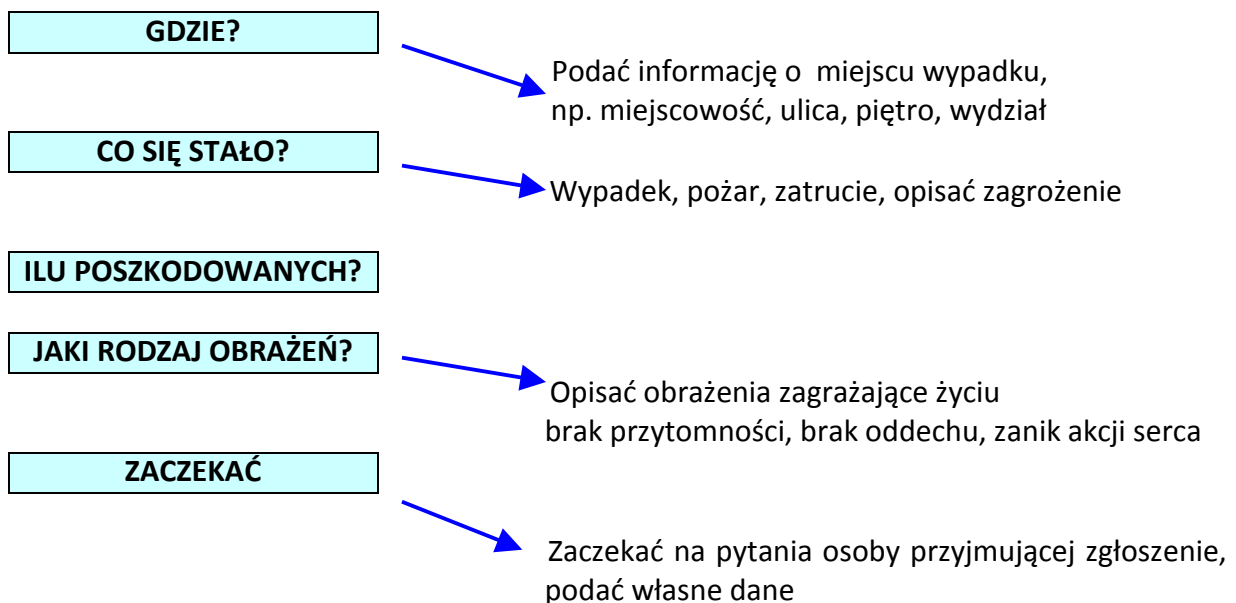 GDZIE?
Podać informację o miejscu wypadku,
np. miejscowość, ulica, piętro, wydział
CO SIĘ STAŁO?
Wypadek, pożar, zatrucie, opisać zagrożenie
ILU POSZKODOWANYCH?
JAKI RODZAJ OBRAŻEŃ?
Opisać obrażenia zagrażające życiu
brak przytomności, brak oddechu, zanik akcji serca
ZACZEKAĆ
Zaczekać na pytania osoby przyjmującej zgłoszenie,
podać własne dane